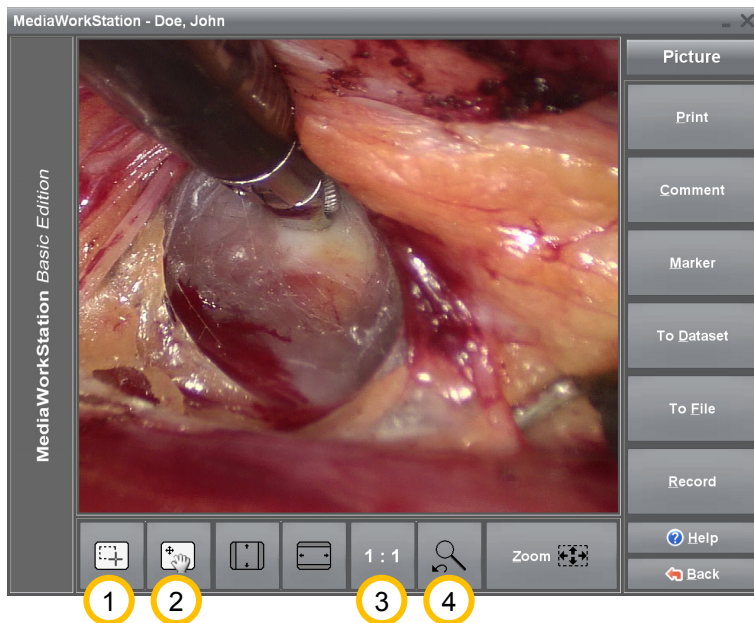 MediaWorkStation - Doe, John
MediaWorkStation Basic Edition
Picture
Print
Comment
Marker
To Dataset
To File
Record
Help
Back
1 : 1
Zoom
1
2
3
4